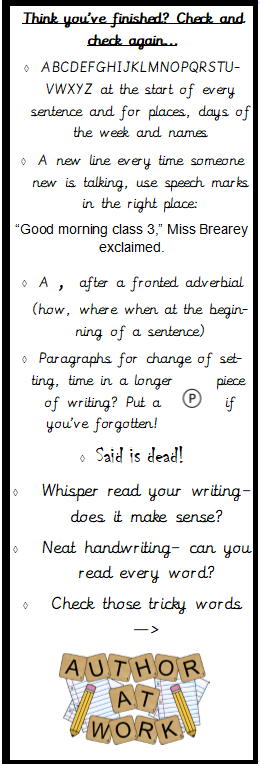 Think you've finished? Check and
check again...
◊ ABCDEFGHIJKLMNOPQRSTU-
VWXYZ at the start of every
sentence and for places, days of
the week and names
◊ A new line every time someone
new is talking, use speech marks
in the right place:
“Good morning class 3,” Miss Brearey
exclaimed.
◊ A , after a fronted adverbial
(how, where when at the begin-
ning of a sentence)
◊ Paragraphs for change of set-
ting, time in a longer piece
of writing? Put a Ⓟ if
you've forgotten!
◊ Said is dead!
◊ Whisper read your writing-
does it make sense?
◊ Neat handwriting- can you
read every word?
◊ Check those tricky words
—>
AUTHOR
AT
WORK